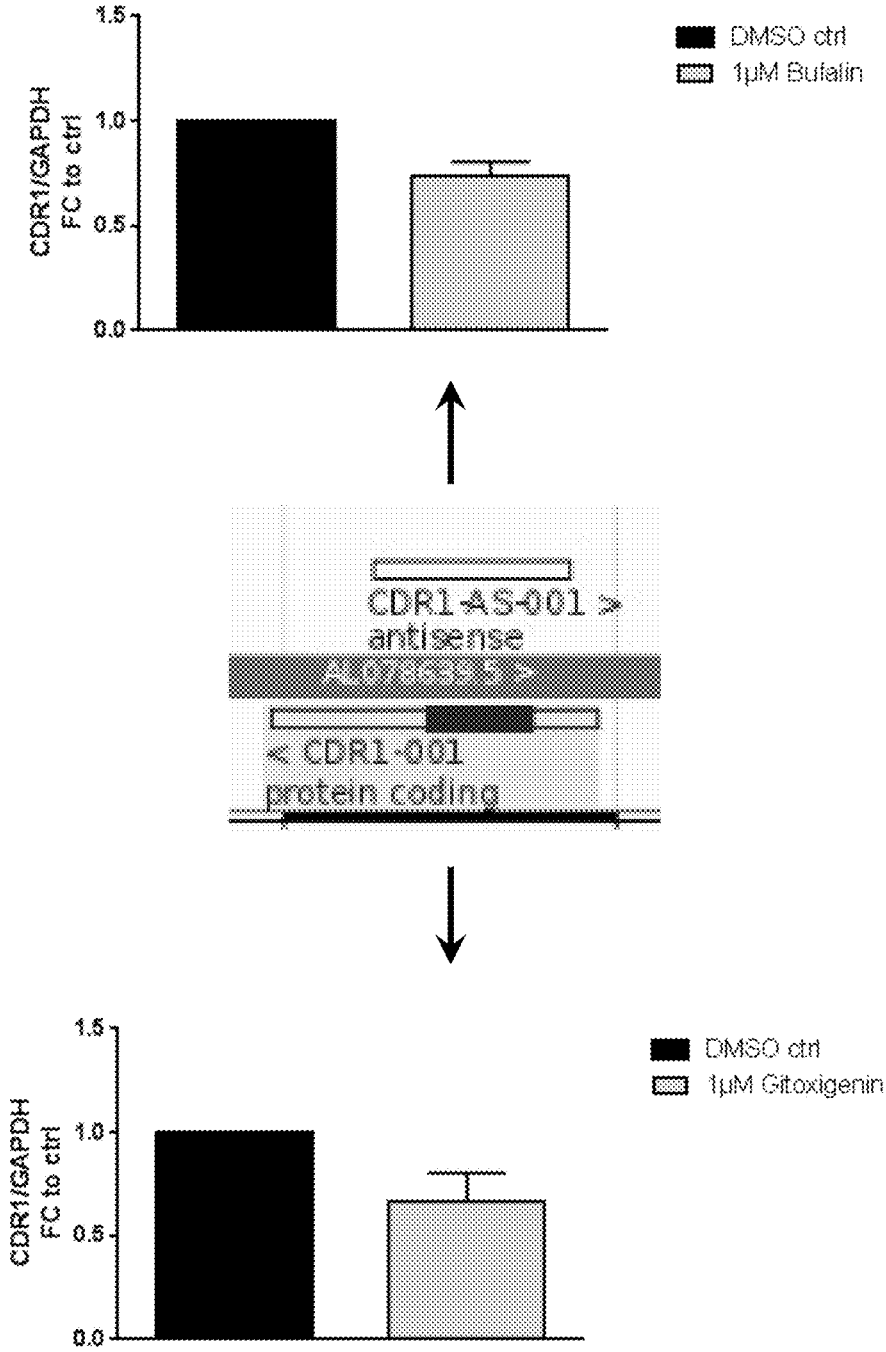 1.5
1.0
0.5
0.0
CDR1/GAPDH
FC to ctrl
DMSO ctrl
1µM Bufalin
CDR1-AS-001 >
antisense
AL078639.5 >
< CDR1-001
protein coding
1.5
1.0
0.5
0.0
CDR1/GAPDH
FC to ctrl
DMSO ctrl
1µM Gitoxigenin